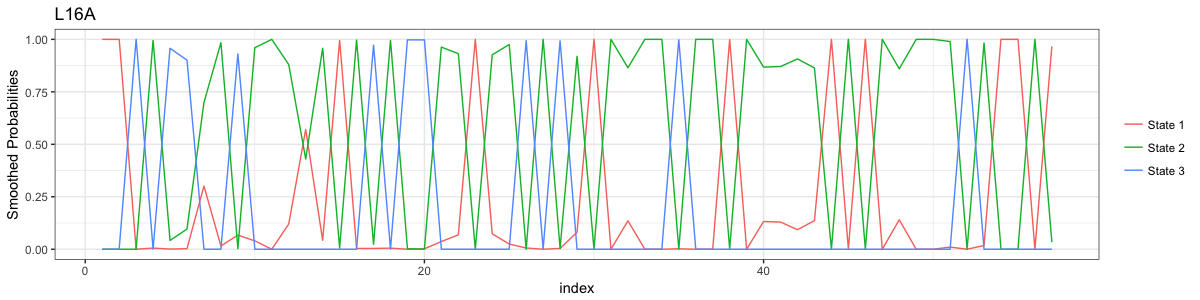 L16A
Smoothed Probabilities
1.00
0.75
0.50
0.25
0.00
0
20
40
index
State 1
State 2
State 3